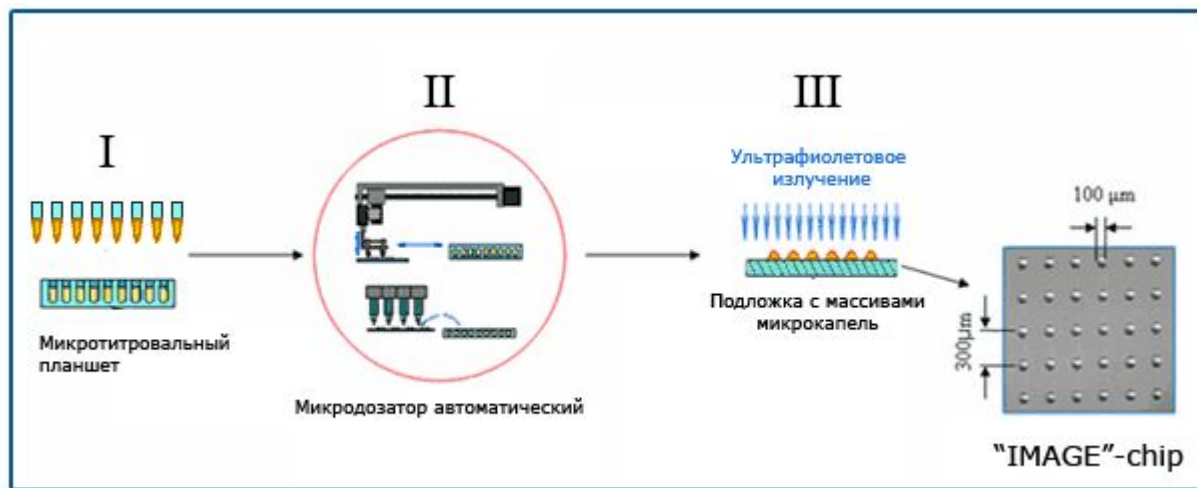 I
II
III
Ультрафиолетовое
излучение
100 μm
300μm
Микротитровальный
планшет
Микродозатор автоматический
Подложка с массивами
микрокапель
“IMAGE”-chip